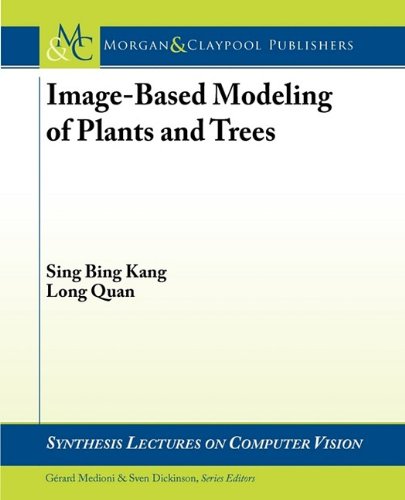 M
&C
MORGAN&CLAYPOOL PUBLISHERS
Image-Based Modeling
of Plants and Trees
Sing Bing Kang
Long Quan
SYNTHESIS LECTURES ON COMPUTER VISION
Gérard Medioni & Sven Dickinson, Series Editors